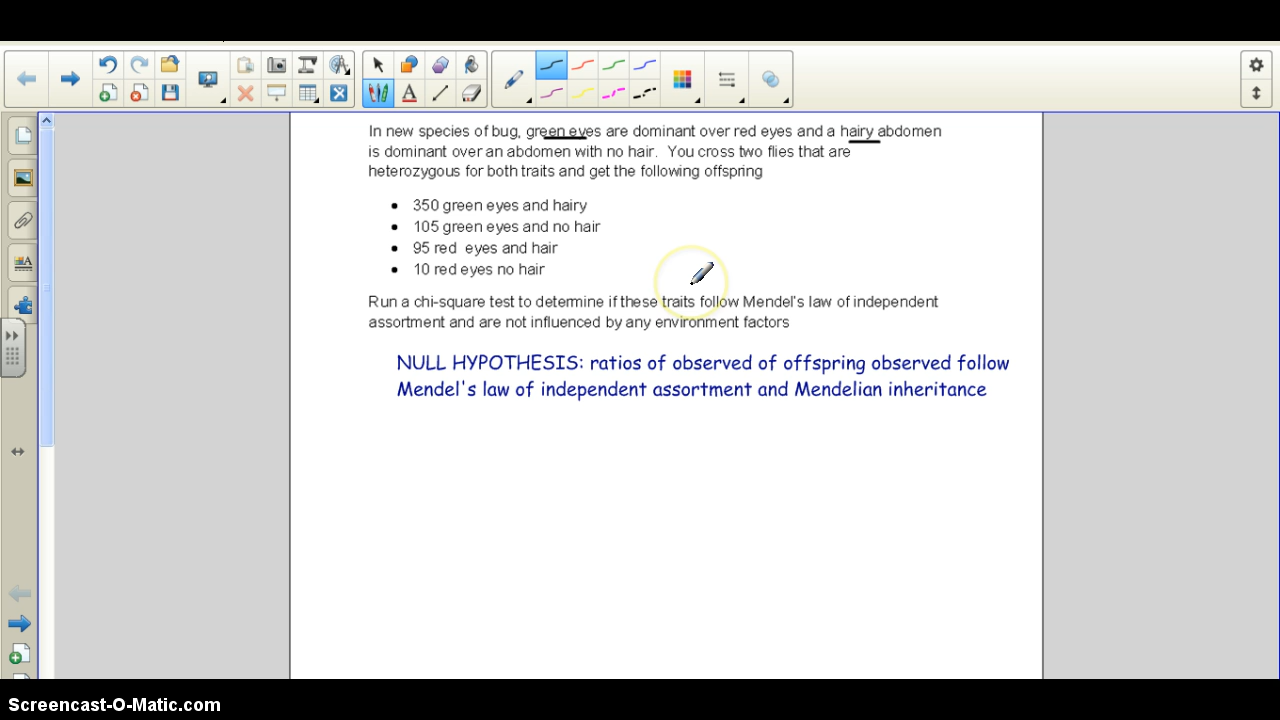 In new species of bug, green eyes are dominant over red eyes and a hairy abdomen
is dominant over an abdomen with no hair. You cross two flies that are
heterozygous for both traits and get the following offspring
• 350 green eyes and hairy
• 105 green eyes and no hair
• 95 red eyes and hair
• 10 red eyes no hair
Run a chi-square test to determine if these traits follow Mendel's law of independent
assortment and are not influenced by any environment factors
NULL HYPOTHESIS: ratios of observed of offspring observed follow
Mendel's law of independent assortment and Mendelian inheritance
Screencast-O-Matic.com